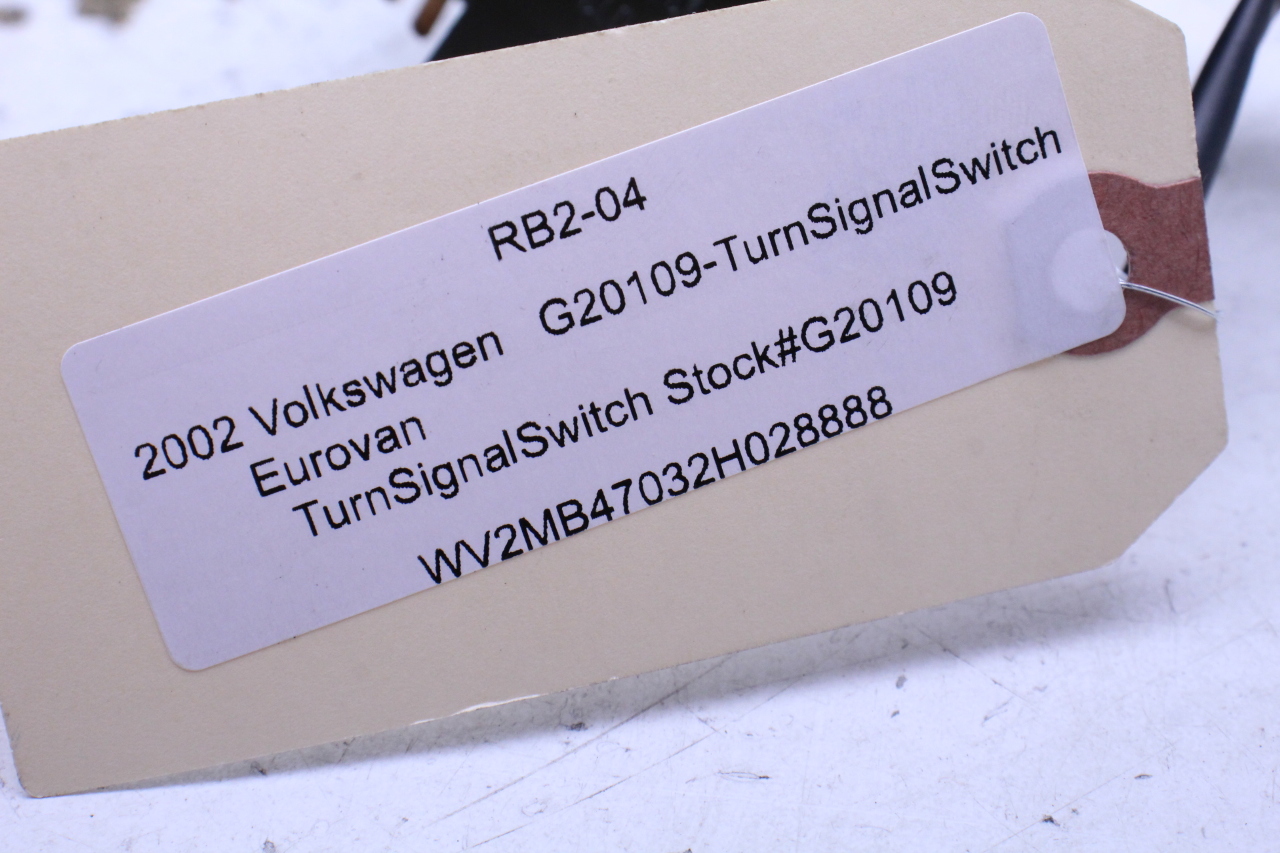 RB2-04
2002 Volkswagen G20109-TurnSignalSwitch
Eurovan
TurnSignalSwitch Stock#G20109
WV2MB47032H028888